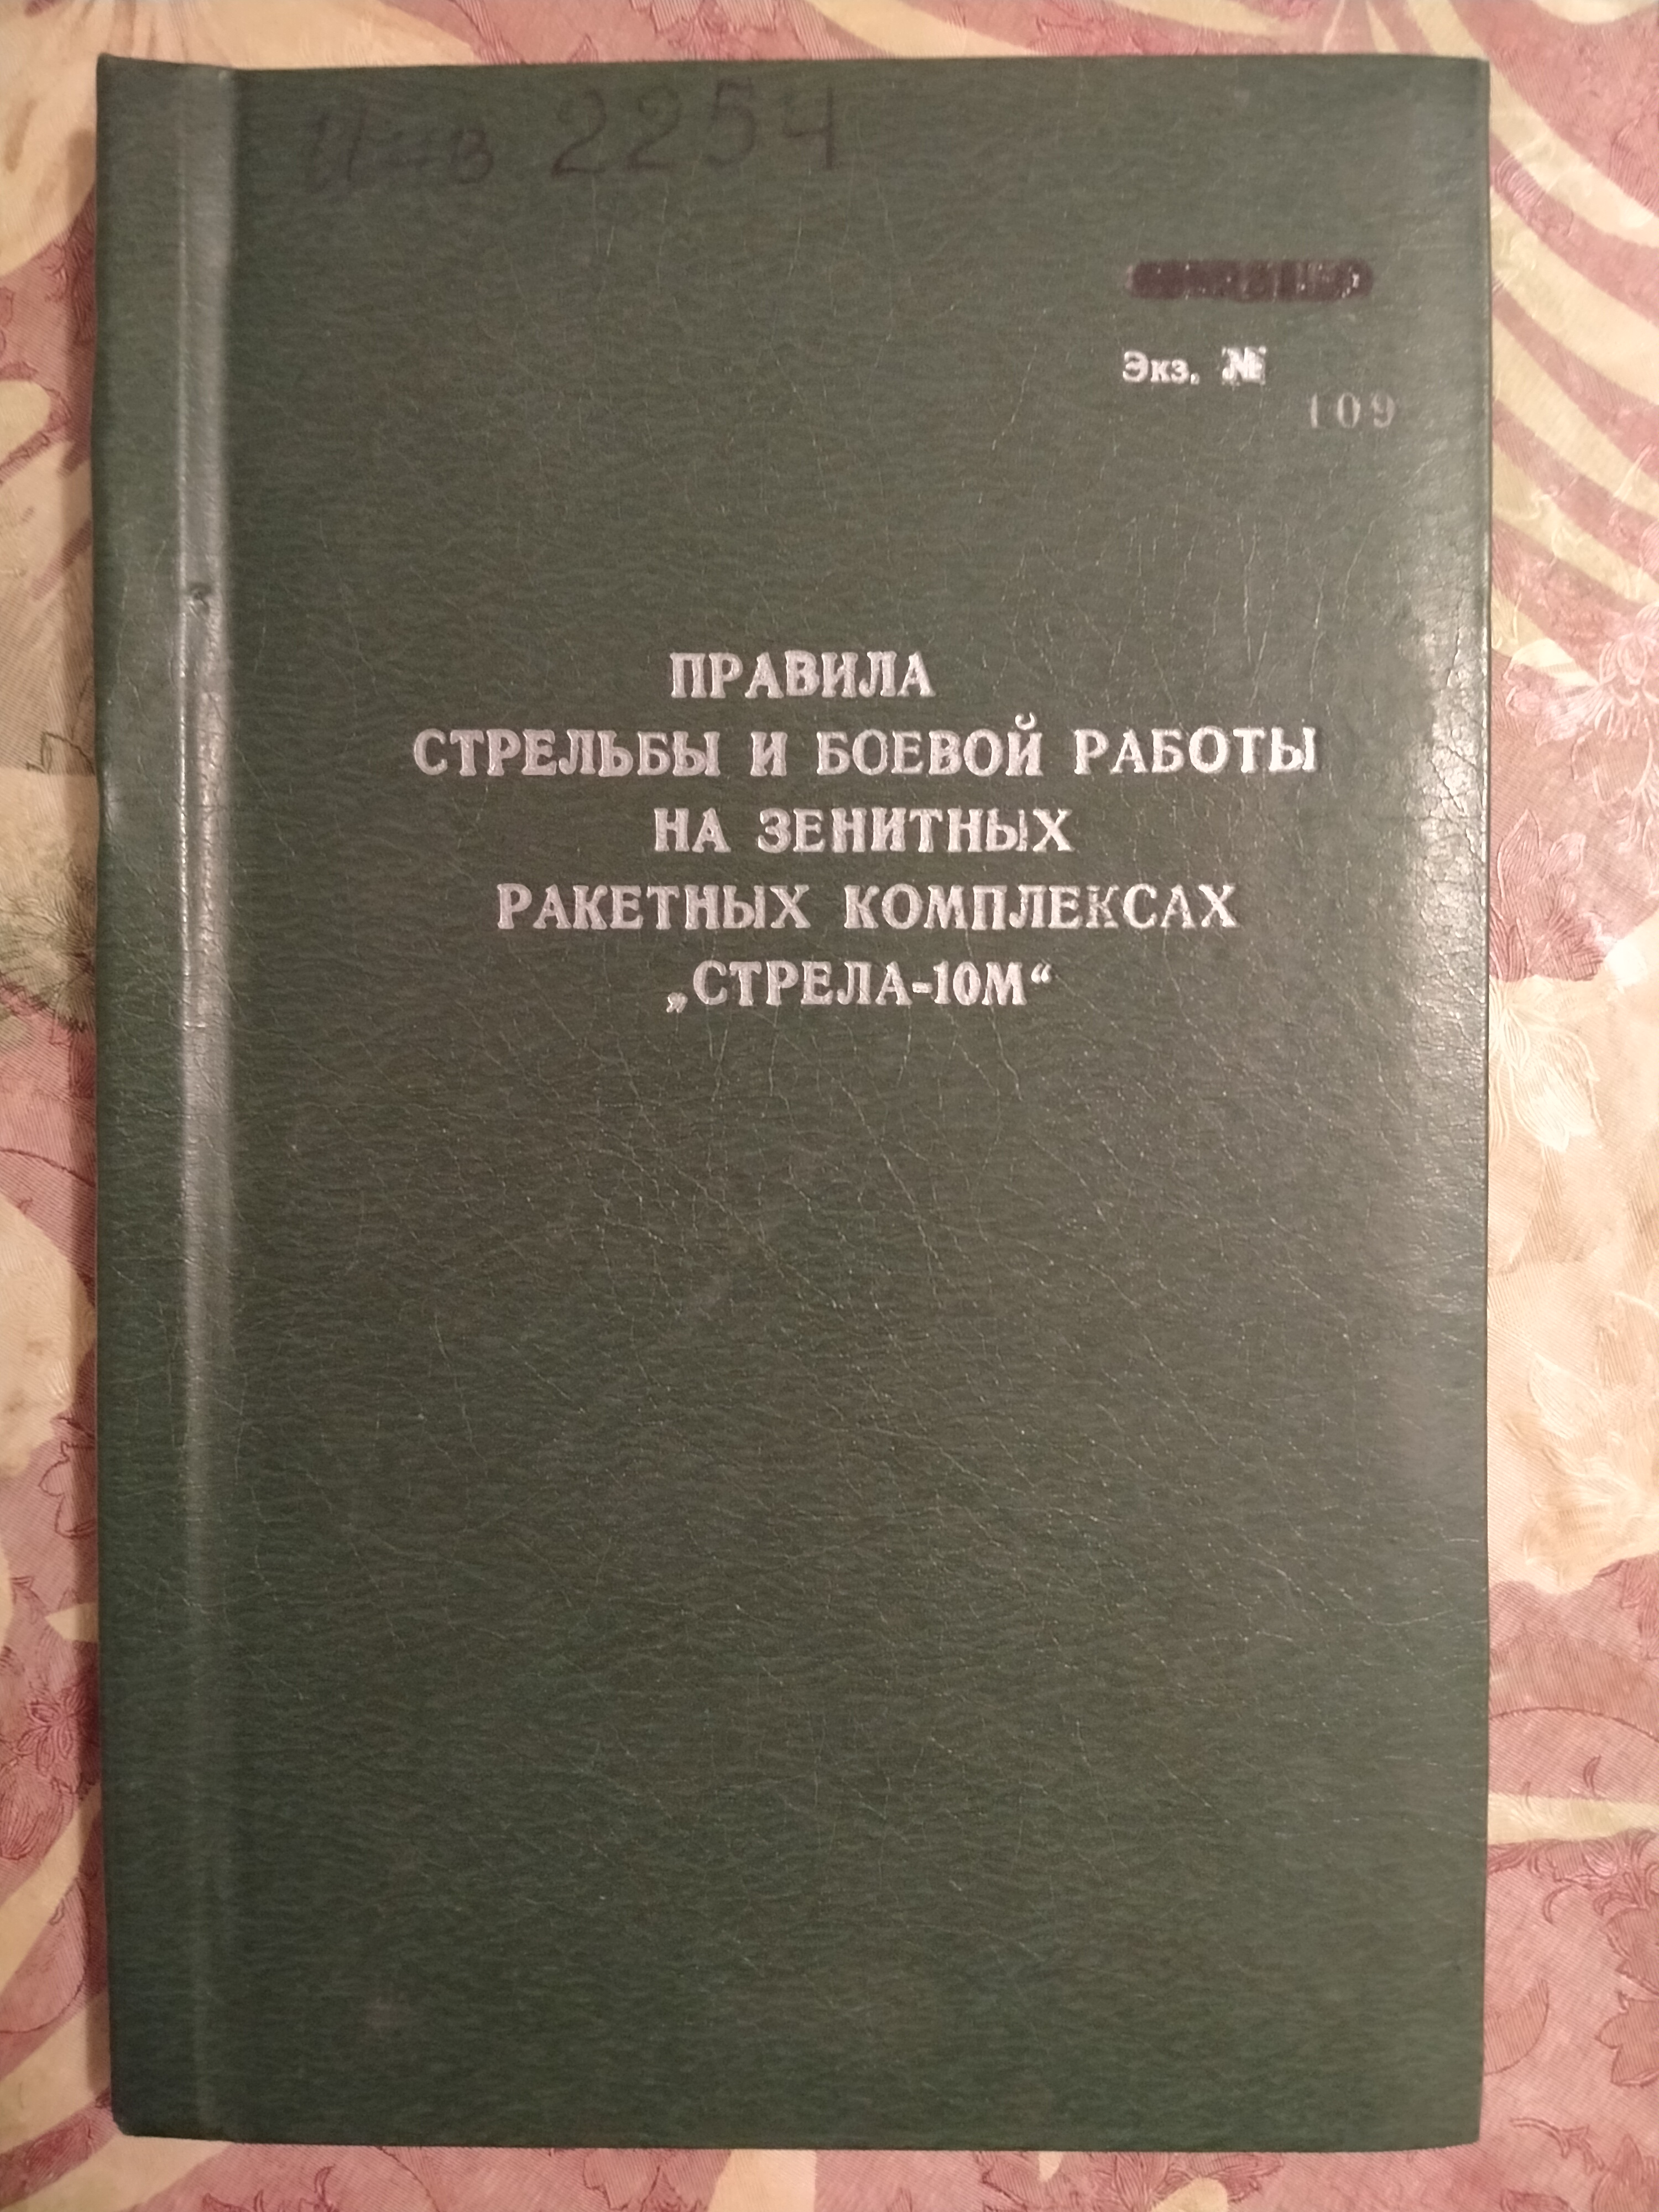 И-в 2254
Экз. №
109
ПРАВИЛА
СТРЕЛЬБЫ И БОЕВОЙ РАБОТЫ
НА ЗЕНИТНЫХ
РАКЕТНЫХ КОМПЛЕКСАХ
„СТРЕЛА-10М“